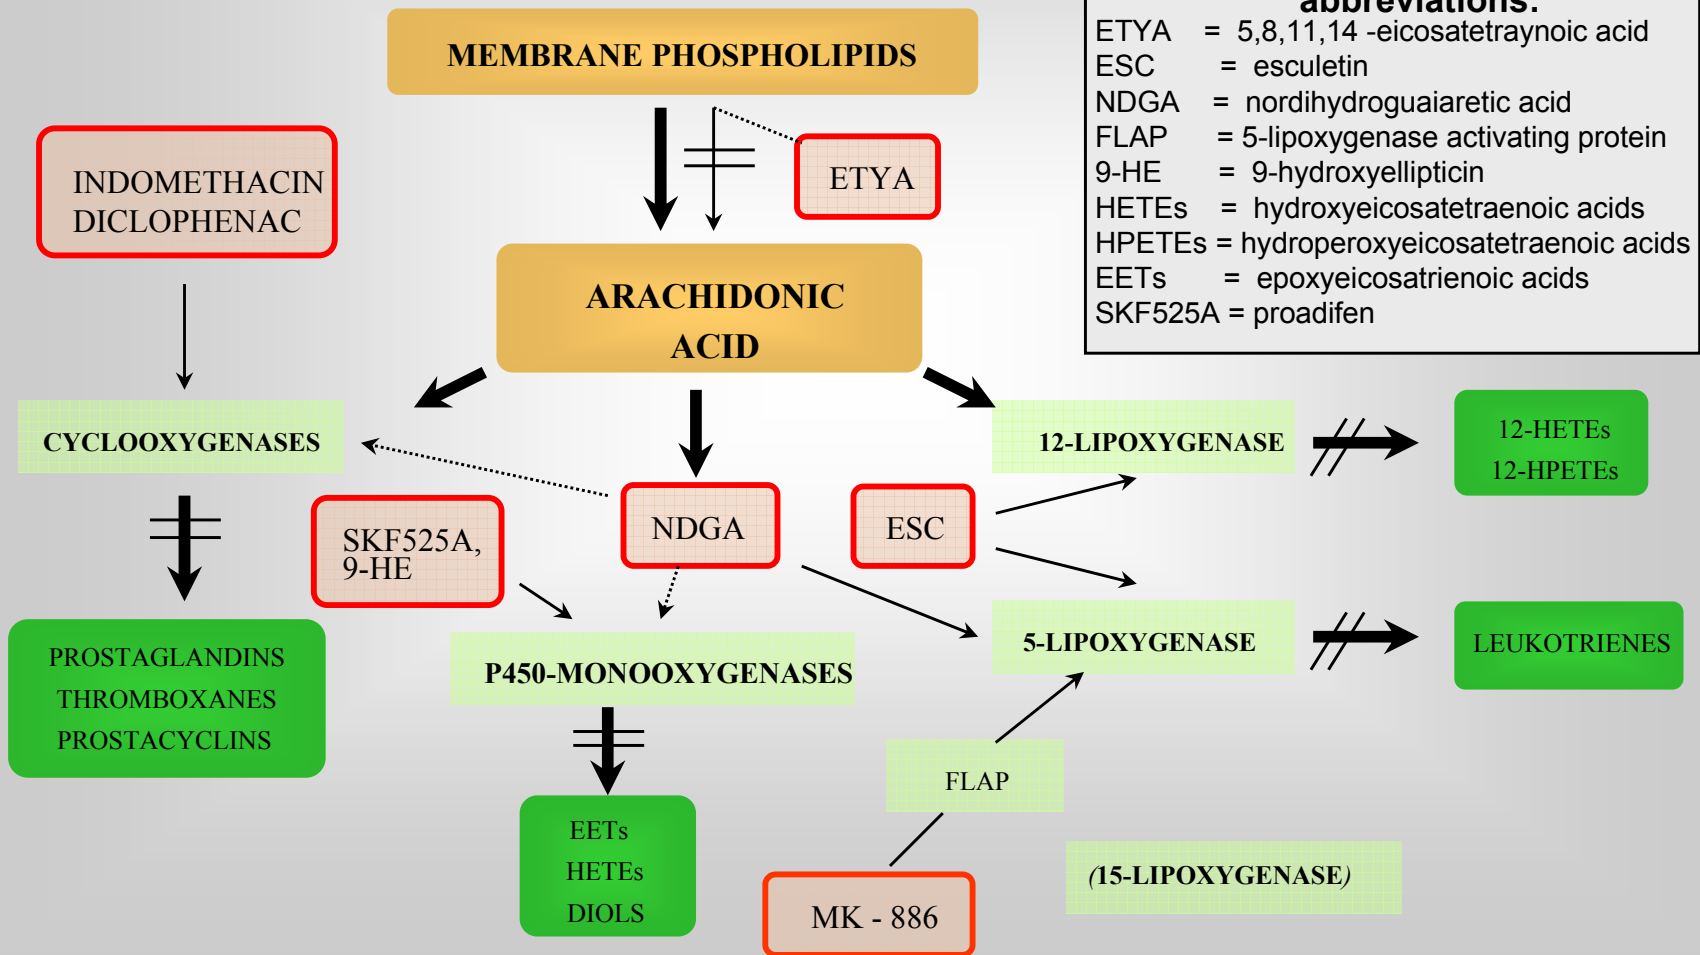 abbreviations:
ETYA = 5,8,11,14 -eicosatetraynoic acid
ESC = esculetin
NDGA = nordihydroguaiaretic acid
FLAP = 5-lipoxygenase activating protein
9-HE = 9-hydroxyellipticin
HETEs = hydroxyeicosatetraenoic acids
HPETEs = hydroperoxyeicosatetraenoic acids
EETs = epoxyeicosatrienoic acids
SKF525A = proadifen
MEMBRANE PHOSPHOLIPIDS
INDOMETHACIN
DICLOPHENAC
ETYA
ARACHIDONIC
ACID
CYCLOOXYGENASES
12-LIPOXYGENASE
12-HETEs
12-HPETEs
SKF525A,
9-HE
NDGA
ESC
PROSTAGLANDINS
THROMBOXANES
PROSTACYCLINS
P450-MONOOXYGENASES
5-LIPOXYGENASE
LEUKOTRIENES
FLAP
EETs
HETEs
DIOLS
MK - 886
(15-LIPOXYGENASE)